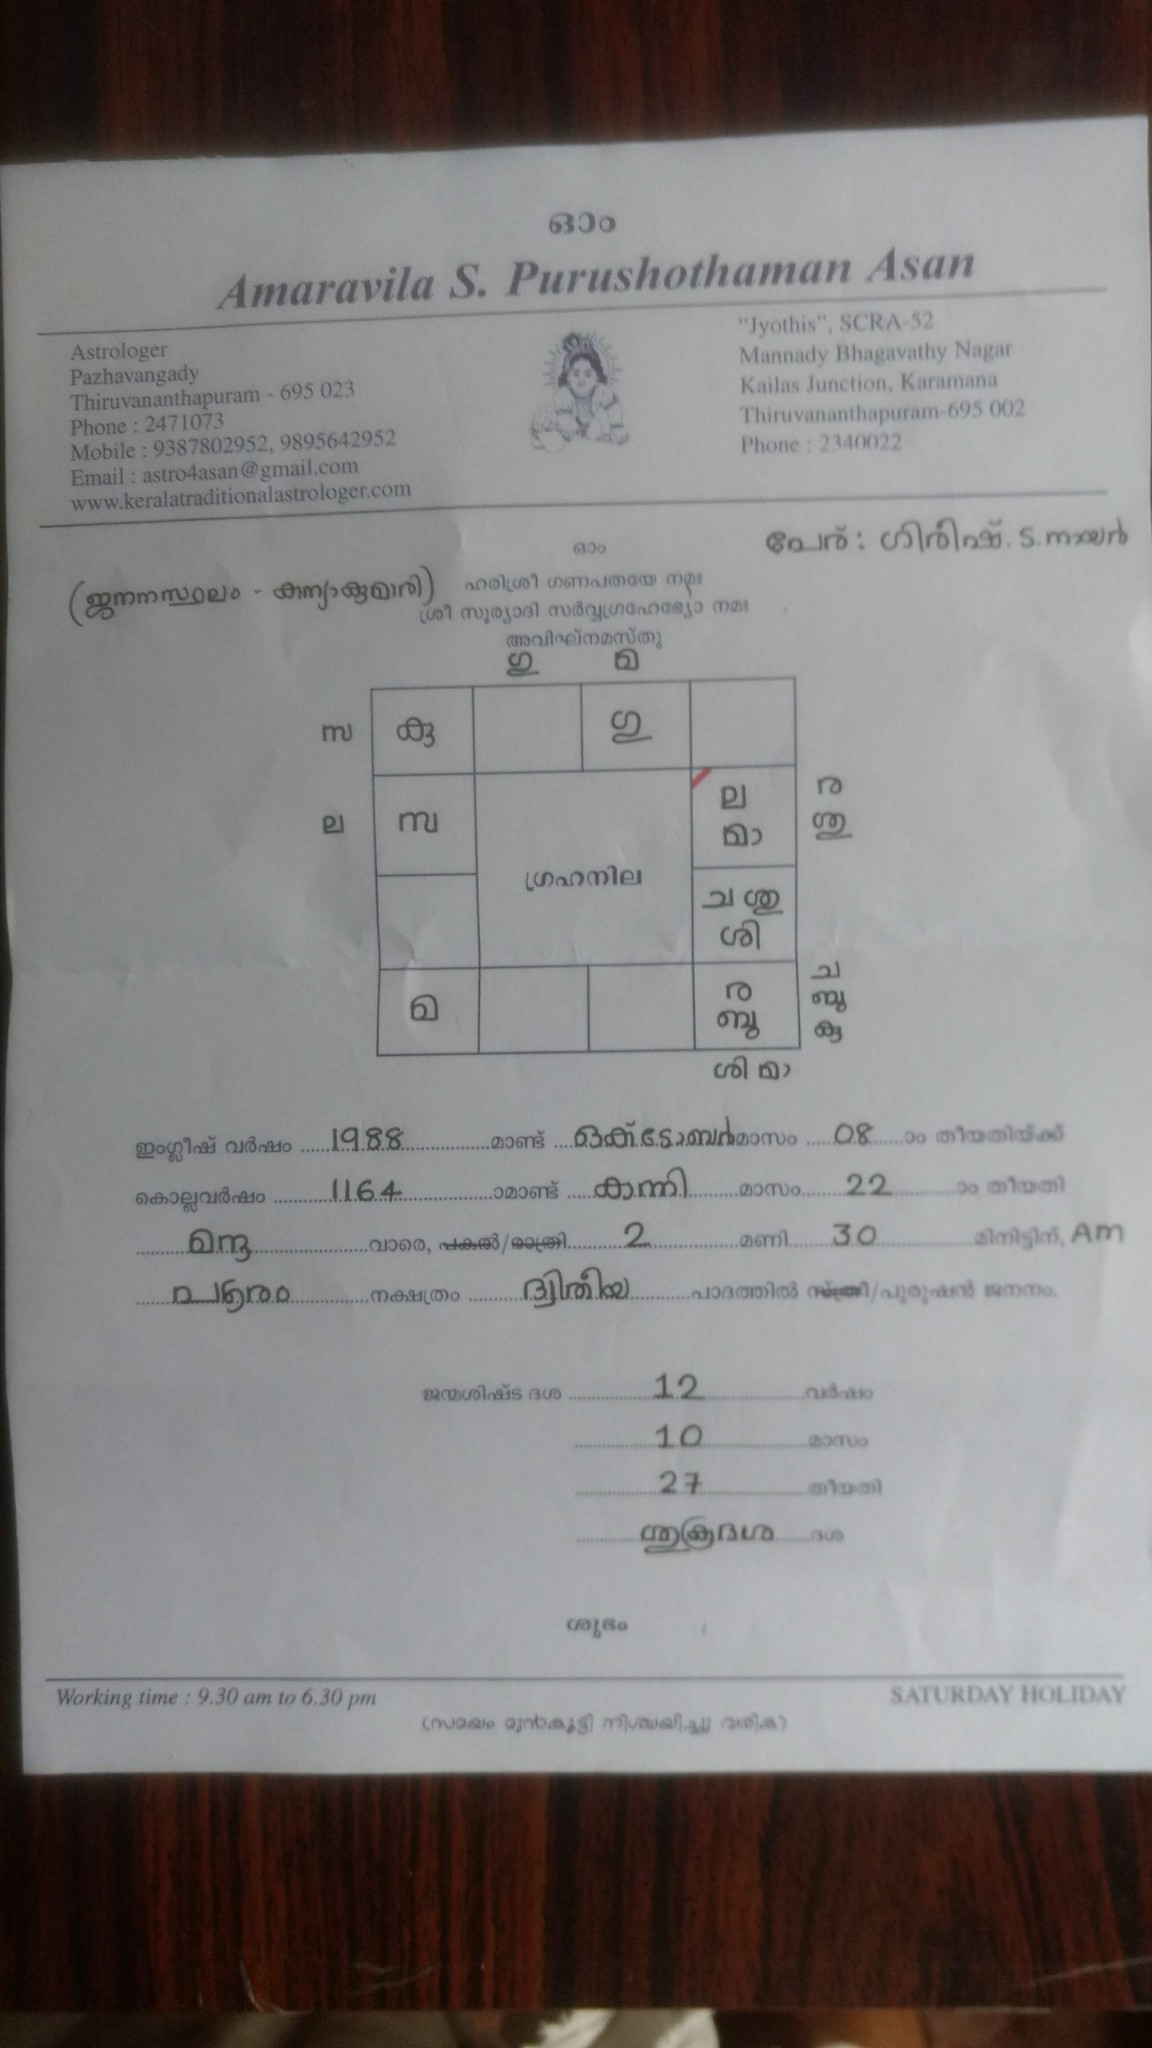 ഓം
Amaravila S. Purushothaman Asan
Astrologer
Pazhavangady
Thiruvananthapuram - 695 023
Phone : 2471073
Mobile : 9387802952, 9895642952
Email : astro4asan@gmail.com
www.keralatraditionalastrologer.com
"Jyothis", SCRA-52
Mannady Bhagavathy Nagar
Kailas Junction, Karamana
Thiruvananthapuram-695 002
Phone : 2340022
പേര് : ഗിരീഷ്. S. നായർ
ഓം
(ജനനസ്ഥലം - കന്യാകുമാരി)
ഹരിശ്രീ ഗണപതയേ നമഃ
ശ്രീ സൂര്യാദി സർവ്വഗ്രഹേഭ്യോ നമഃ
അവിഘ്നമസ്തു
ഗു മ
സ കു ഗു
ല സ ല ര
മാ ശു
ഗ്രഹനില
ച ശു
ശി
മ ര ച
ബു ബു
കു
ശി മാ
ഇംഗ്ലീഷ് വർഷം 1988 മാണ്ട് ഒക്ടോബർ മാസം 08 ാം തീയതിയ്ക്ക്
കൊല്ലവർഷം 1164 ാമാണ്ട് കന്നി മാസം 22 ാം തീയതി
മന്ദ വാരെ, പകൽ/രാത്രി 2 മണി 30 മിനിട്ടിന്, Am
പൂരം നക്ഷത്രം ദ്വിതീയ പാദത്തിൽ സ്ത്രീ/പുരുഷൻ ജനനം.
ജന്മശിഷ്ട ദശ 12 വർഷം
10 മാസം
27 തീയതി
ശുക്രദശ ദശ
ശുഭം
Working time : 9.30 am to 6.30 pm
SATURDAY HOLIDAY
(സമയം മുൻകൂട്ടി നിശ്ചയിച്ചു വരിക)